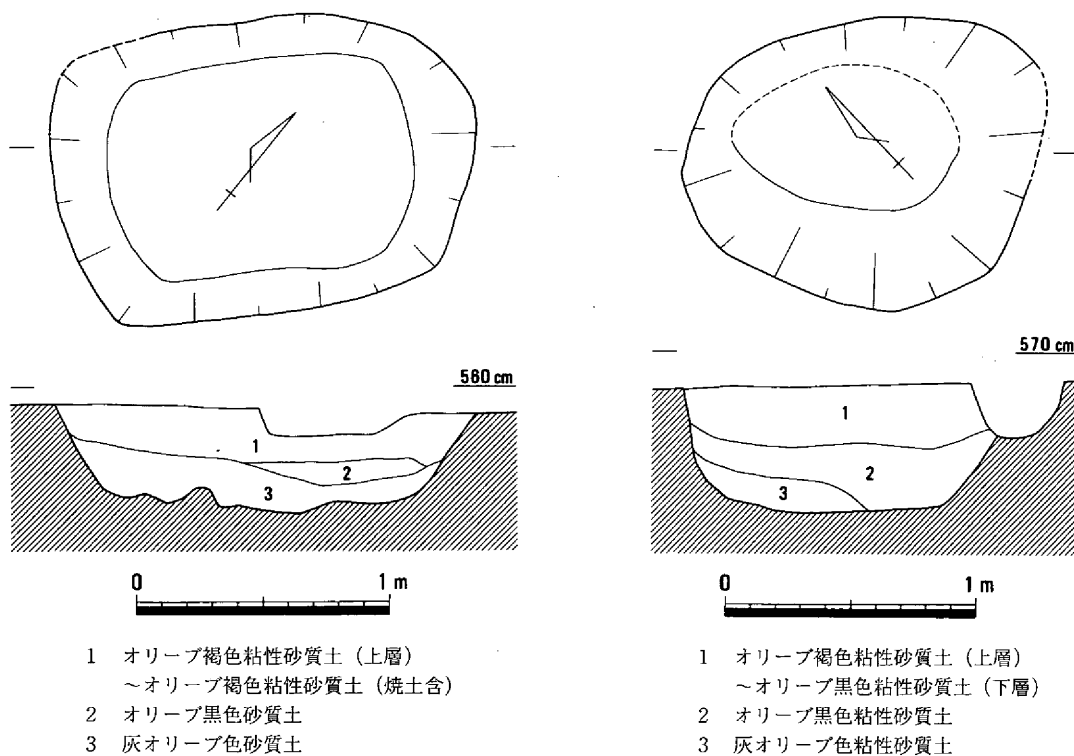 560 cm
1
2
3
0 1 m
1 オリーブ褐色粘性砂質土（上層）
～オリーブ褐色粘性砂質土（焼土含）
2 オリーブ黒色砂質土
3 灰オリーブ色砂質土
570 cm
1
2
3
0 1 m
1 オリーブ褐色粘性砂質土（上層）
～オリーブ黒色粘性砂質土（下層）
2 オリーブ黒色粘性砂質土
3 灰オリーブ色粘性砂質土